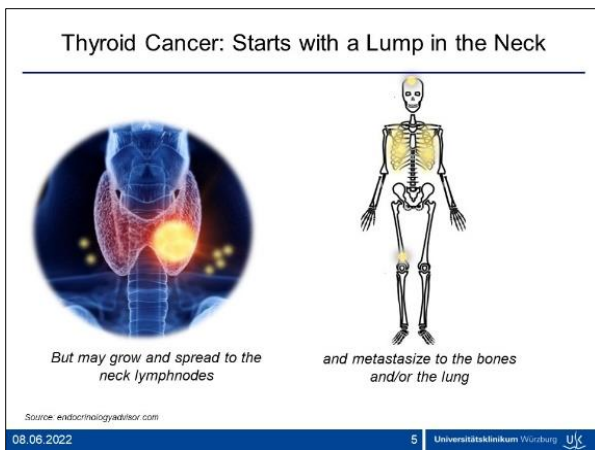 Thyroid Cancer: Starts with a Lump in the Neck
But may grow and spread to the
neck lymphnodes
and metastasize to the bones
and/or the lung
Source: endocrinologyadvisor.com
08.06.2022
5
Universitätsklinikum Würzburg
UK